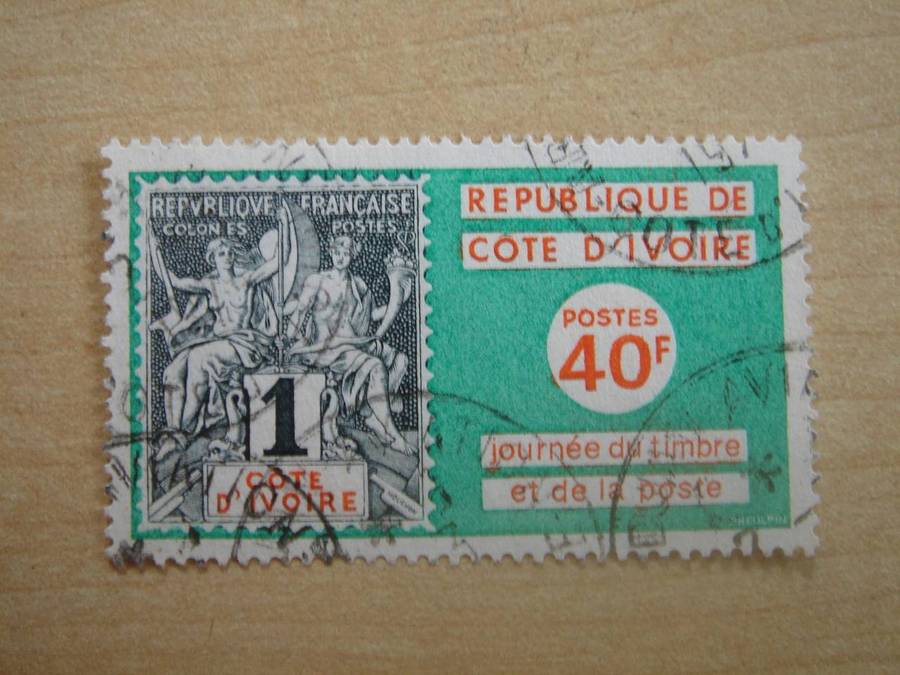 REPVBLIQVE FRANÇAISE
COLONIES POSTES
1
COTE
D'IVOIRE
MOUCHON
REPUBLIQUE DE
COTE D'IVOIRE
POSTES
40F
journée du timbre
et de la poste